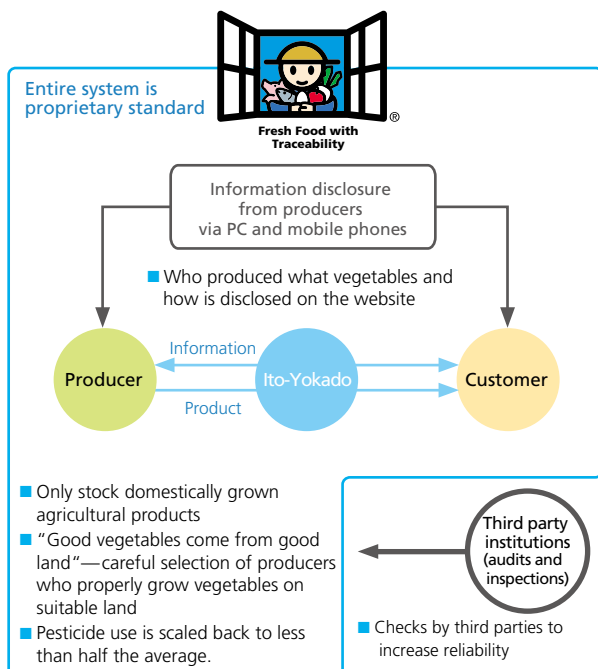 Entire system is
proprietary standard
®
Fresh Food with
Traceability
Information disclosure
from producers
via PC and mobile phones
■ Who produced what vegetables and
how is disclosed on the website
Information
Producer
Ito-Yokado
Customer
Product
■ Only stock domestically grown
agricultural products
■ “Good vegetables come from good
land“—careful selection of producers
who properly grow vegetables on
suitable land
■ Pesticide use is scaled back to less
than half the average.
Third party
institutions
(audits and
inspections)
■ Checks by third parties to
increase reliability